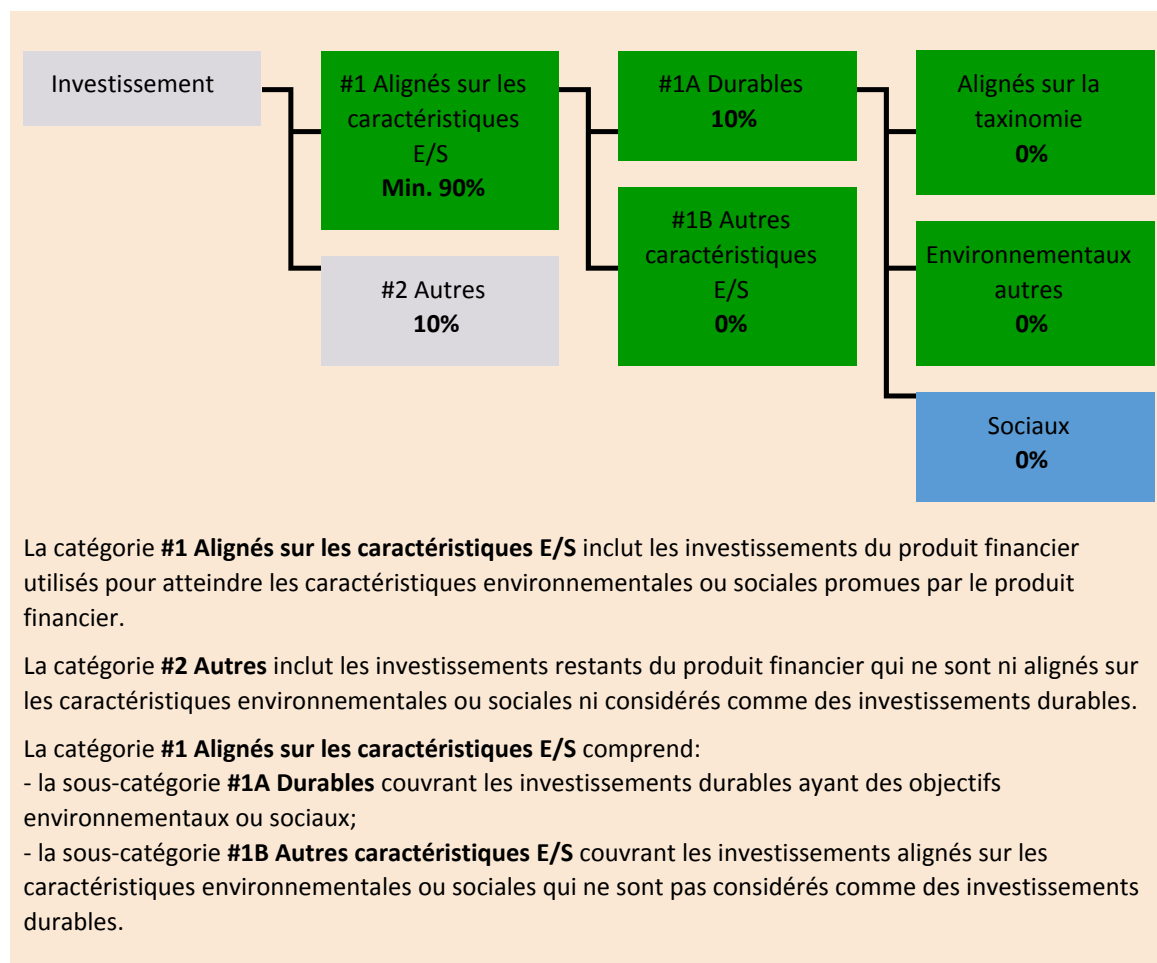 Investissement
#1 Alignés sur les
caractéristiques
E/S
Min. 90%
#2 Autres
10%
#1A Durables
10%
#1B Autres
caractéristiques
E/S
0%
Alignés sur la
taxinomie
0%
Environnementaux
autres
0%
Sociaux
0%
La catégorie #1 Alignés sur les caractéristiques E/S inclut les investissements du produit financier
utilisés pour atteindre les caractéristiques environnementales ou sociales promues par le produit
financier.
La catégorie #2 Autres inclut les investissements restants du produit financier qui ne sont ni alignés sur
les caractéristiques environnementales ou sociales ni considérés comme des investissements durables.
La catégorie #1 Alignés sur les caractéristiques E/S comprend:
- la sous-catégorie #1A Durables couvrant les investissements durables ayant des objectifs
environnementaux ou sociaux;
- la sous-catégorie #1B Autres caractéristiques E/S couvrant les investissements alignés sur les
caractéristiques environnementales ou sociales qui ne sont pas considérés comme des investissements
durables.